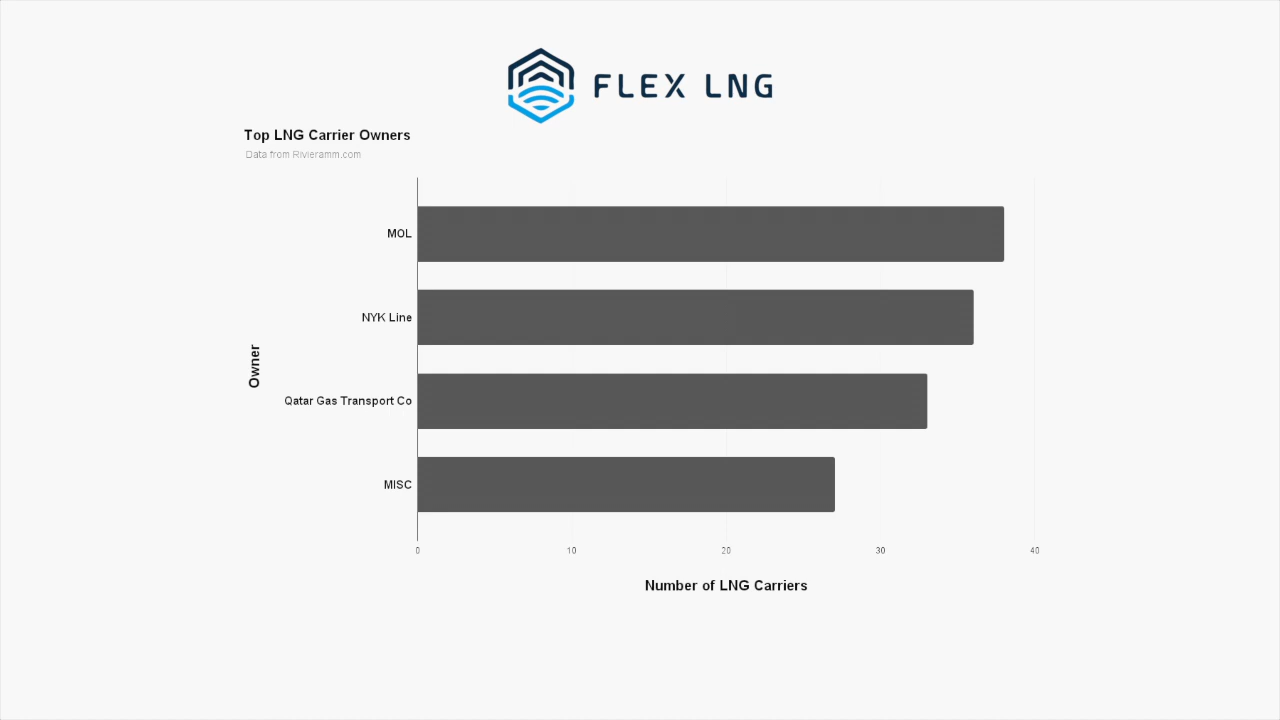 FLEX LNG
Top LNG Carrier Owners
Data from Rivieramm.com
MOL
NYK Line
Owner
Qatar Gas Transport Co
MISC
0 10 20 30 40
Number of LNG Carriers